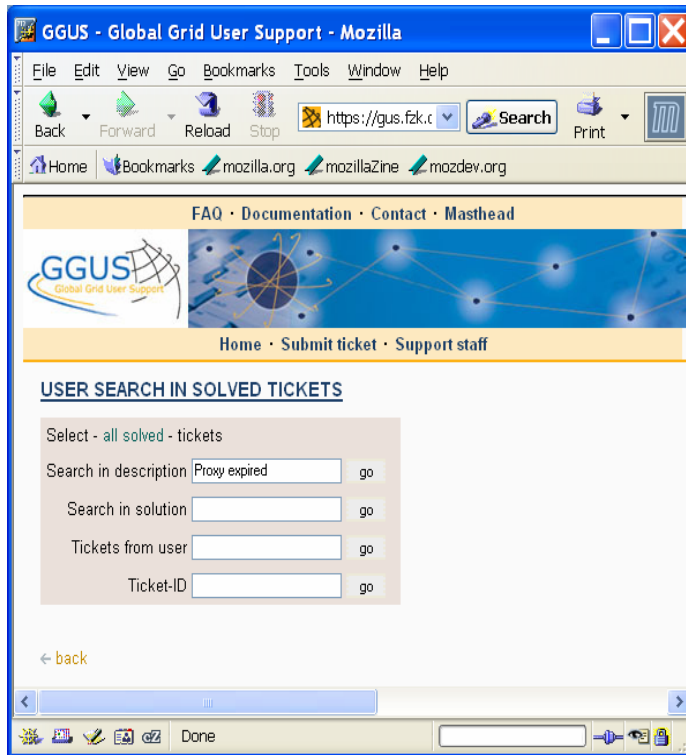 GGUS - Global Grid User Support - Mozilla
File Edit View Go Bookmarks Tools Window Help
Back Forward Reload Stop https://gus.fzk.c Search Print
Home Bookmarks mozilla.org mozillaZine mozdev.org
FAQ · Documentation · Contact · Masthead
GGUS
Global Grid User Support
Home · Submit ticket · Support staff
USER SEARCH IN SOLVED TICKETS
Select - all solved - tickets
Search in description Proxy expired go
Search in solution go
Tickets from user go
Ticket-ID go
← back
Done